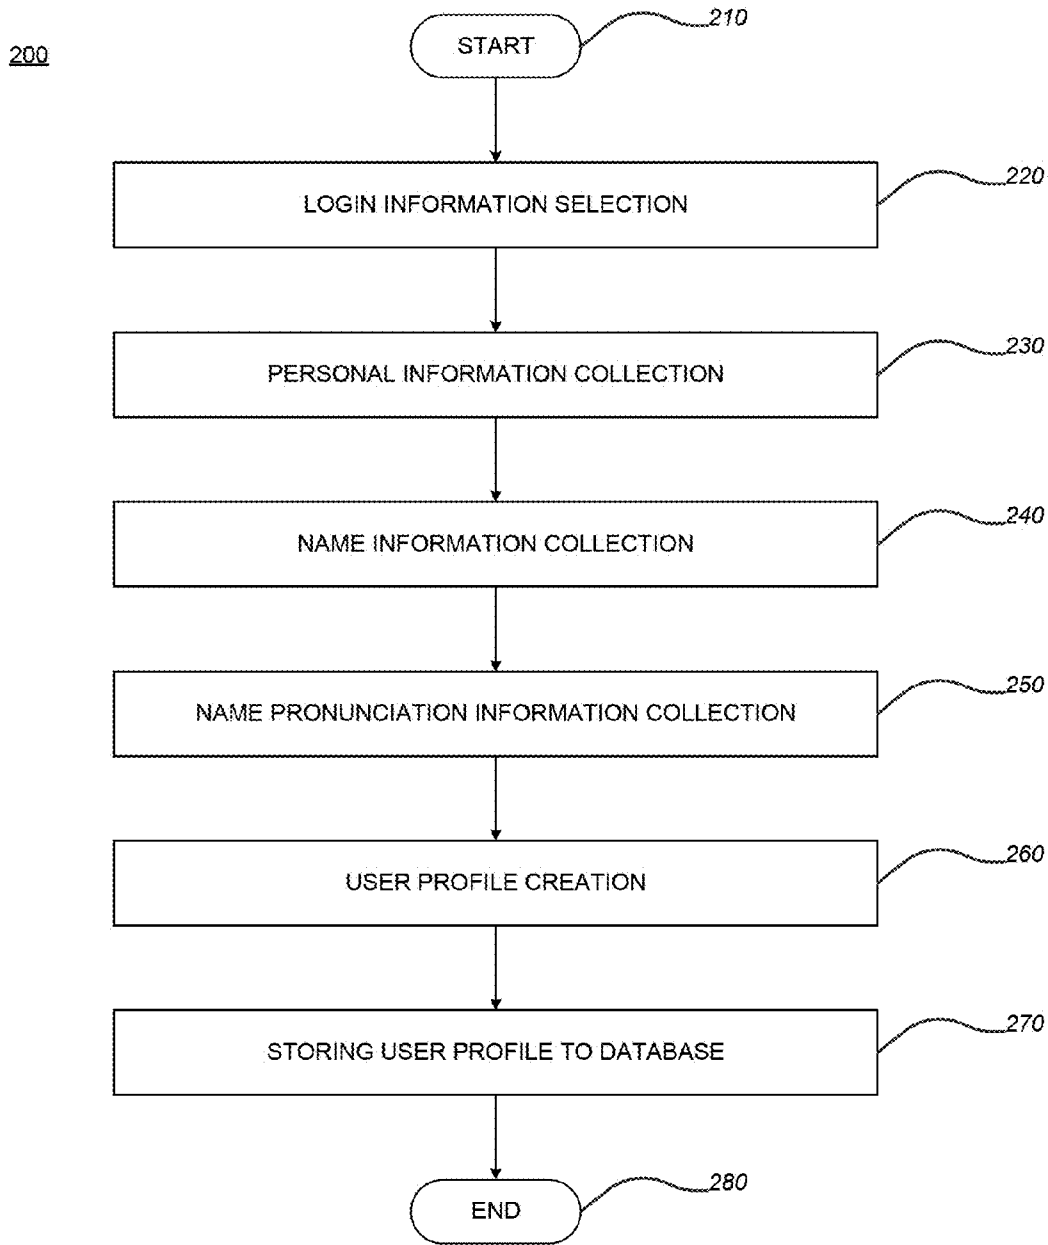 200
START
210
LOGIN INFORMATION SELECTION
220
PERSONAL INFORMATION COLLECTION
230
NAME INFORMATION COLLECTION
240
NAME PRONUNCIATION INFORMATION COLLECTION
250
USER PROFILE CREATION
260
STORING USER PROFILE TO DATABASE
270
END
280